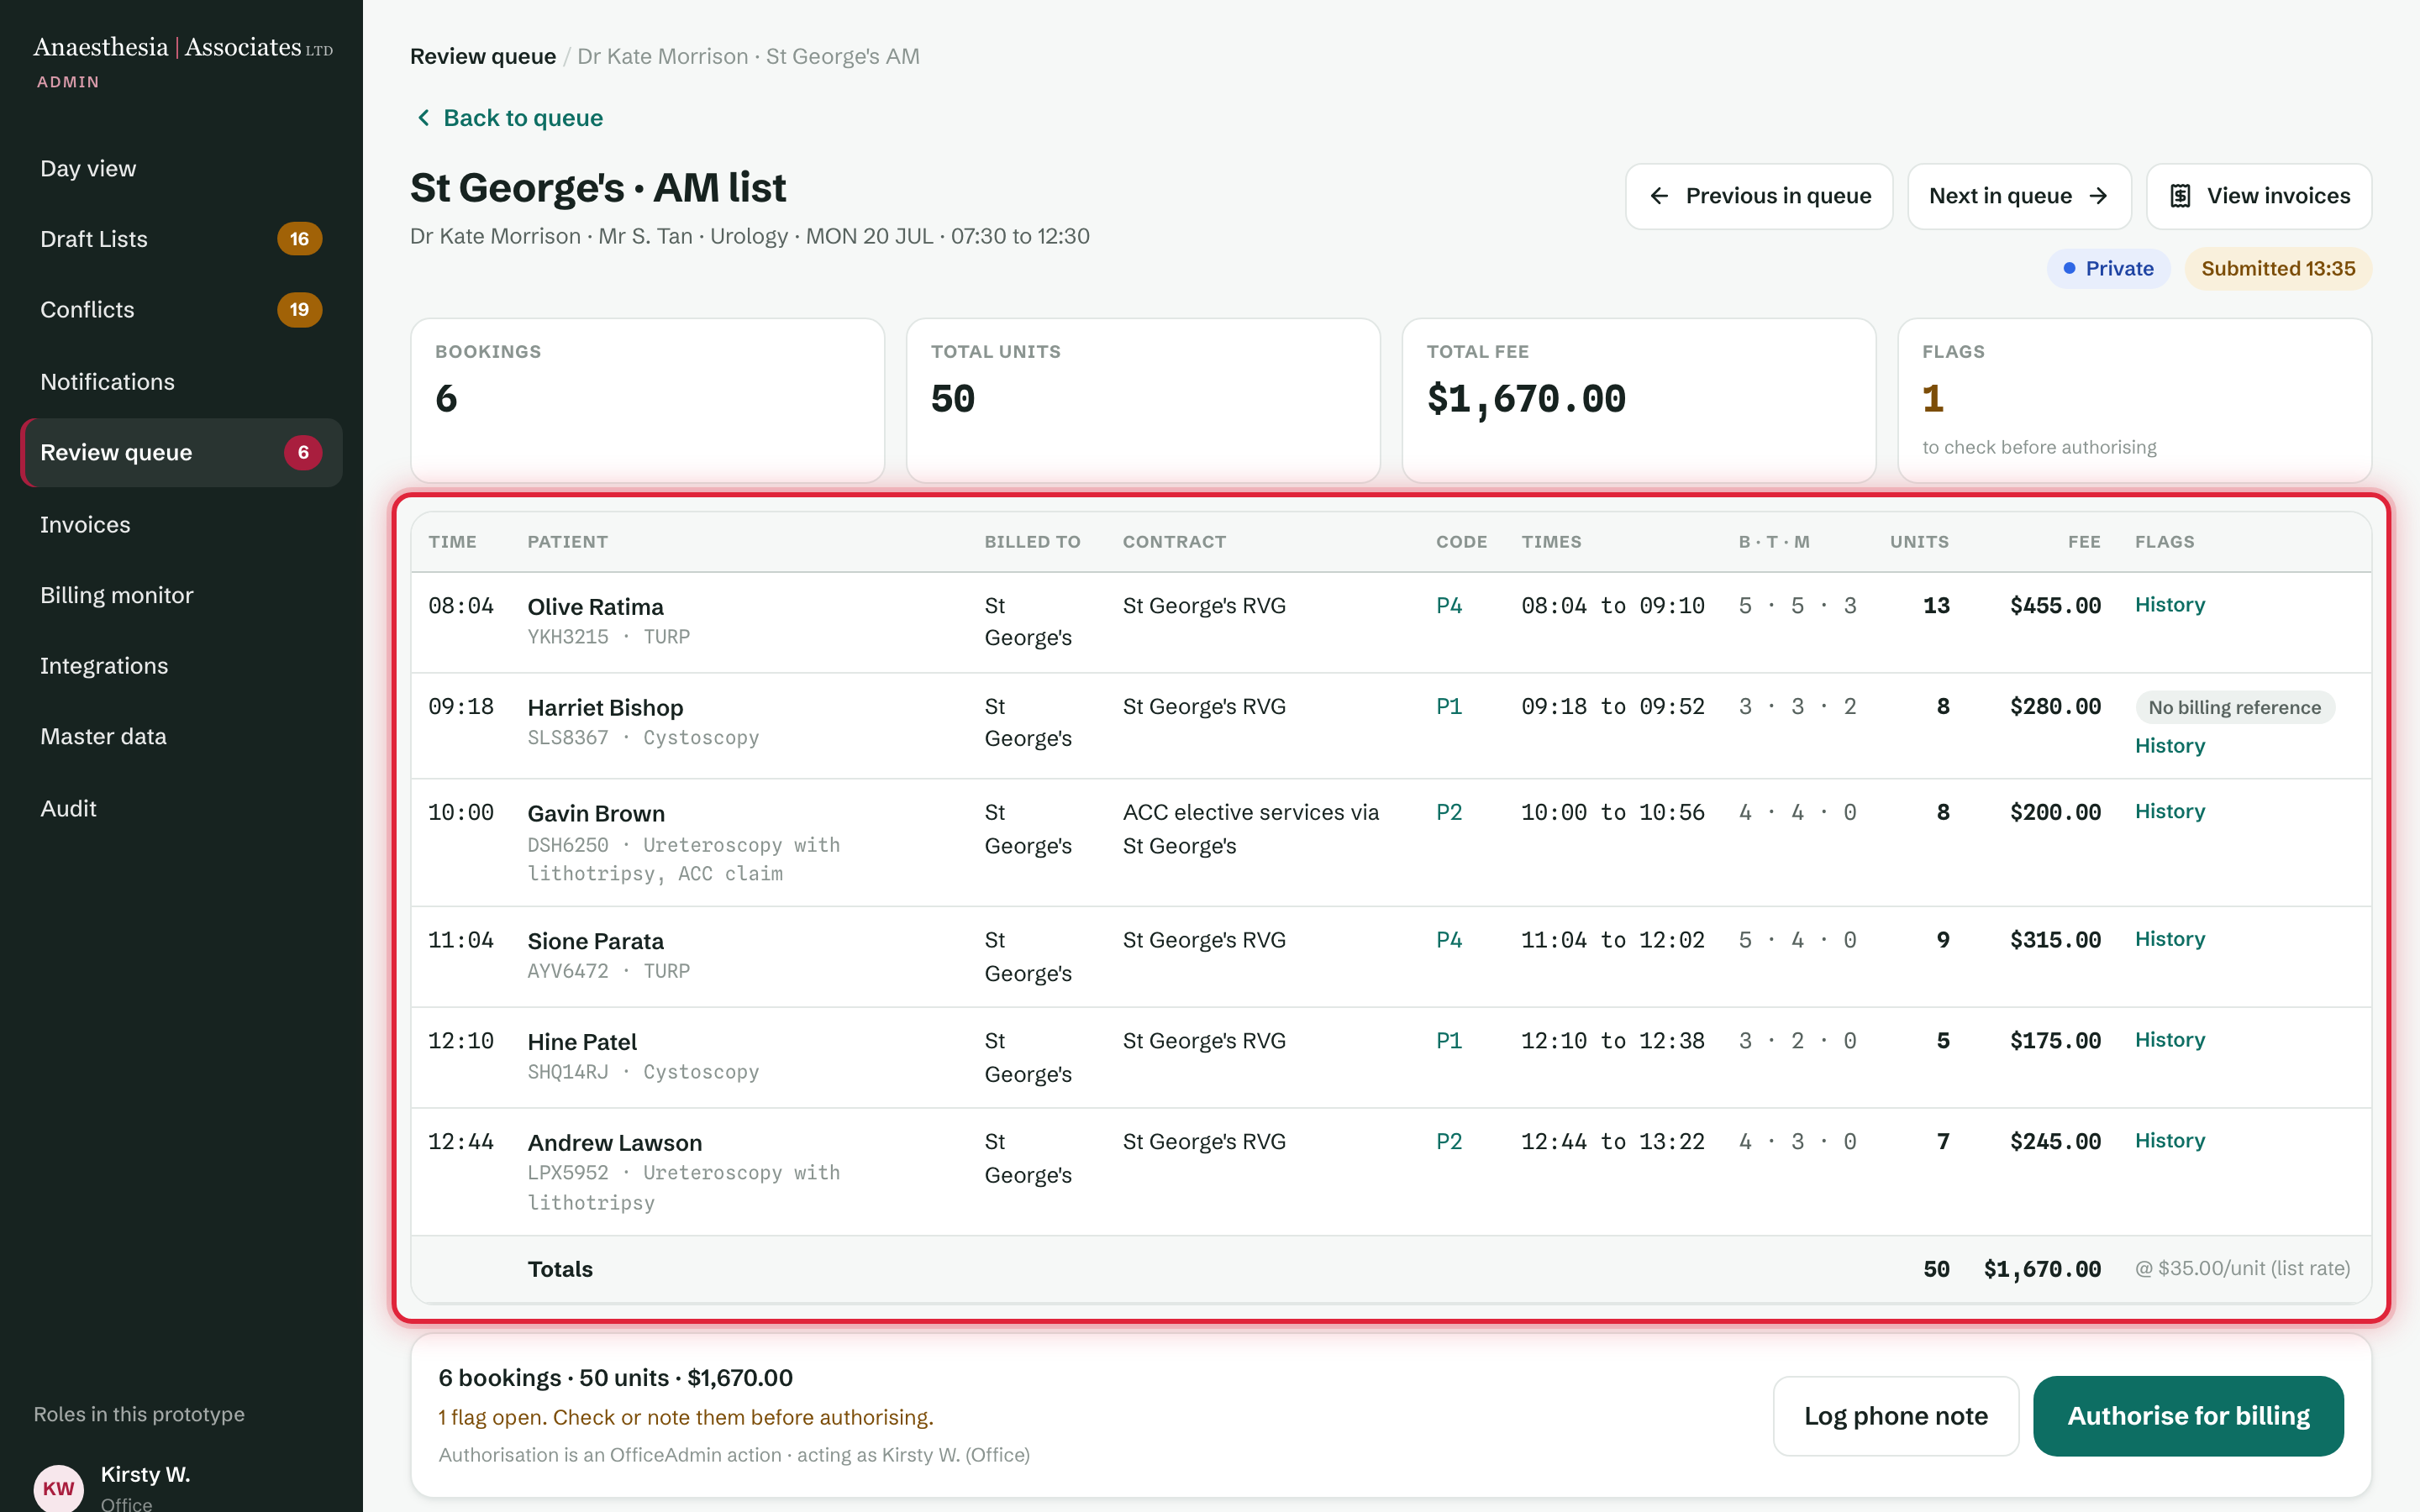 Anaesthesia | Associates LTD
ADMIN
Day view
Draft Lists 16
Conflicts 19
Notifications
Review queue 6
Invoices
Billing monitor
Integrations
Master data
Audit
Roles in this prototype
KW Kirsty W.
Office
Review queue / Dr Kate Morrison · St George's AM
Back to queue
St George's · AM list
Dr Kate Morrison · Mr S. Tan · Urology · MON 20 JUL · 07:30 to 12:30
Previous in queue
Next in queue
View invoices
Private
Submitted 13:35
BOOKINGS
6
TOTAL UNITS
50
TOTAL FEE
$1,670.00
FLAGS
1
to check before authorising
TIME PATIENT BILLED TO CONTRACT CODE TIMES B · T · M UNITS FEE FLAGS
08:04 Olive Ratima St St George's RVG P4 08:04 to 09:10 5 · 5 · 3 13 $455.00 History
YKH3215 · TURP George's
09:18 Harriet Bishop St St George's RVG P1 09:18 to 09:52 3 · 3 · 2 8 $280.00 No billing reference
SLS8367 · Cystoscopy George's History
10:00 Gavin Brown St ACC elective services via P2 10:00 to 10:56 4 · 4 · 0 8 $200.00 History
DSH6250 · Ureteroscopy with George's St George's
lithotripsy, ACC claim
11:04 Sione Parata St St George's RVG P4 11:04 to 12:02 5 · 4 · 0 9 $315.00 History
AYV6472 · TURP George's
12:10 Hine Patel St St George's RVG P1 12:10 to 12:38 3 · 2 · 0 5 $175.00 History
SHQ14RJ · Cystoscopy George's
12:44 Andrew Lawson St St George's RVG P2 12:44 to 13:22 4 · 3 · 0 7 $245.00 History
LPX5952 · Ureteroscopy with George's
lithotripsy
Totals 50 $1,670.00 @ $35.00/unit (list rate)
6 bookings · 50 units · $1,670.00
1 flag open. Check or note them before authorising.
Authorisation is an OfficeAdmin action · acting as Kirsty W. (Office)
Log phone note
Authorise for billing